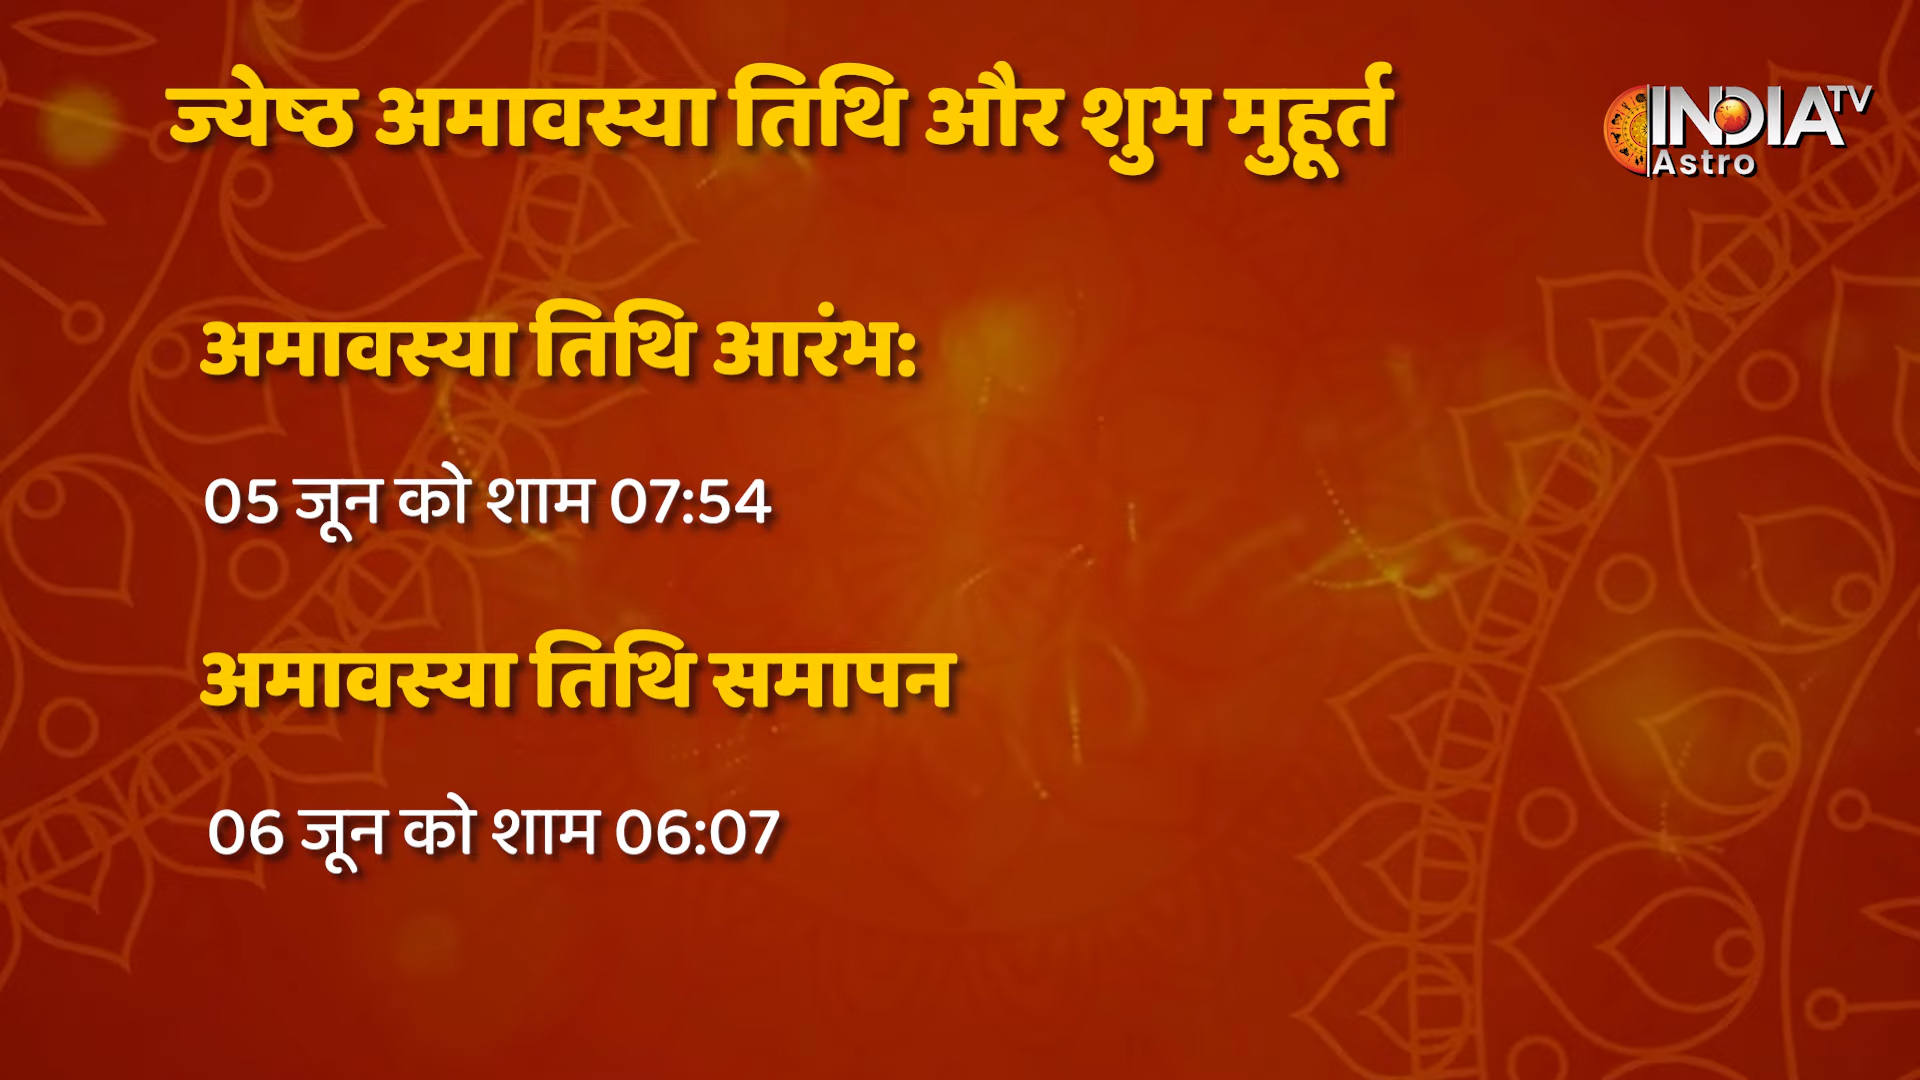 ज्येष्ठ अमावस्या तिथि और शुभ मुहूर्त
INDIA TV
Astro
अमावस्या तिथि आरंभ:
05 जून को शाम 07:54
अमावस्या तिथि समापन
06 जून को शाम 06:07